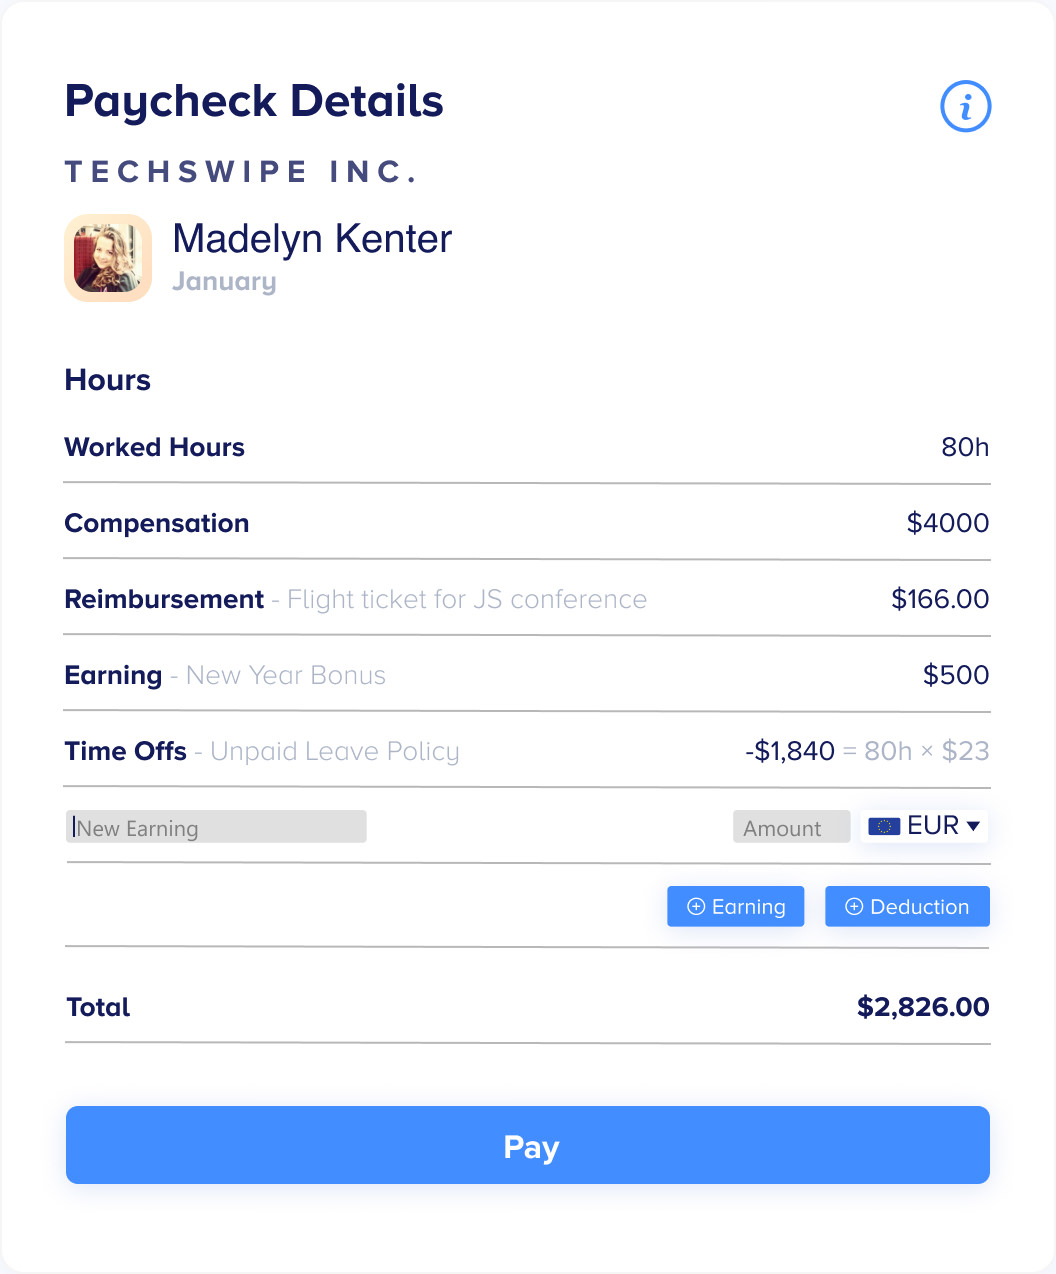 Paycheck Details
TECHSWIPE INC.
Madelyn Kenter
January
Hours
Worked Hours 80h
Compensation $4000
Reimbursement - Flight ticket for JS conference $166.00
Earning - New Year Bonus $500
Time Offs - Unpaid Leave Policy -$1,840 = 80h × $23
New Earning Amount EUR
Earning Deduction
Total $2,826.00
Pay